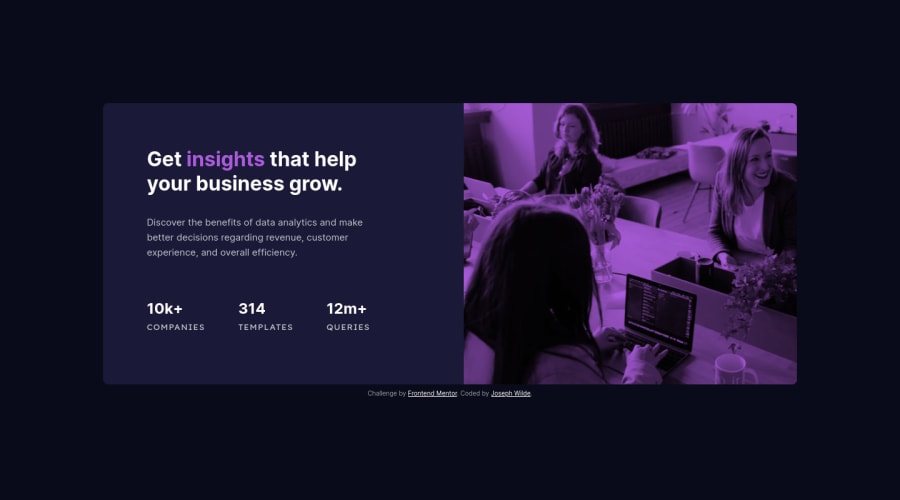 Get insights that help
your business grow.
Discover the benefits of data analytics and make
better decisions regarding revenue, customer
experience, and overall efficiency.
10k+ 314 12m+
COMPANIES TEMPLATES QUERIES
Challenge by Frontend Mentor. Coded by Joseph Wilde.